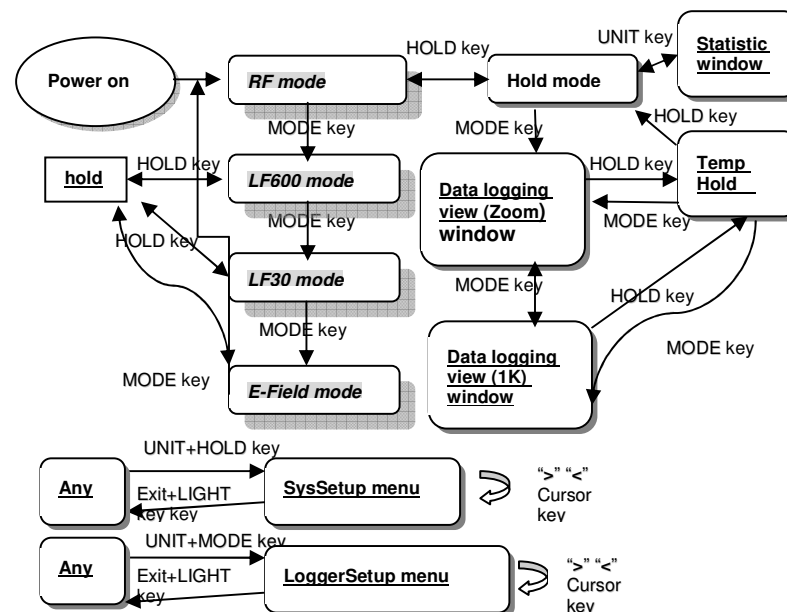 HOLD key
UNIT key
Statistic
window
Power on
RF mode
Hold mode
MODE key
MODE key
HOLD key
hold
HOLD key
LF600 mode
HOLD key
Temp
Hold
Data logging
view (Zoom)
window
MODE key
MODE key
HOLD key
LF30 mode
MODE key
HOLD key
MODE key
MODE key
MODE key
E-Field mode
Data logging
view (1K)
window
UNIT+HOLD key
Any
Exit+LIGHT
key key
SysSetup menu
“>” “<”
Cursor
key
UNIT+MODE key
Any
Exit+LIGHT
key
LoggerSetup menu
“>” “<”
Cursor
key